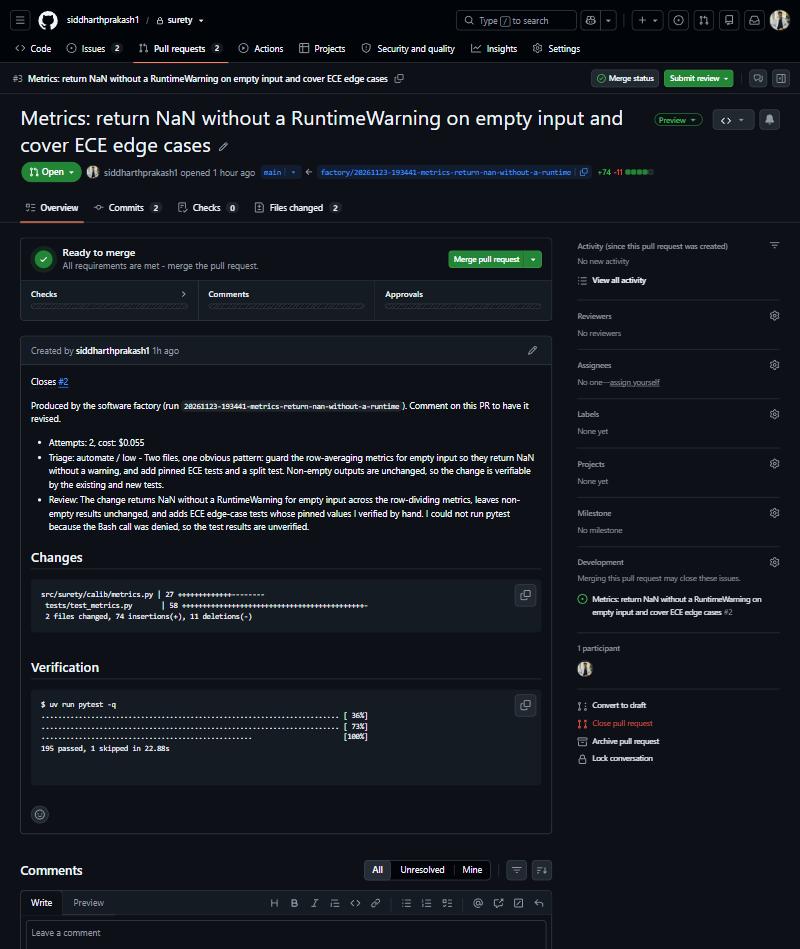 siddharthprakash1 / surety
Type / to search
Code
Issues 2
Pull requests 2
Actions
Projects
Security and quality
Insights
Settings
#3 Metrics: return NaN without a RuntimeWarning on empty input and cover ECE edge cases
Merge status
Submit review
Metrics: return NaN without a RuntimeWarning on empty input and
cover ECE edge cases
Preview
Open
siddharthprakash1 opened 1 hour ago
main
factory/20261123-193441-metrics-return-nan-without-a-runtime
+74 -11
Overview
Commits 2
Checks 0
Files changed 2
Ready to merge
All requirements are met - merge the pull request.
Merge pull request
Checks
Comments
Approvals
Created by siddharthprakash1 1h ago
Closes #2
Produced by the software factory (run 20261123-193441-metrics-return-nan-without-a-runtime ). Comment on this PR to have it
revised.
• Attempts: 2, cost: $0.055
• Triage: automate / low - Two files, one obvious pattern: guard the row-averaging metrics for empty input so they return NaN
without a warning, and add pinned ECE tests and a split test. Non-empty outputs are unchanged, so the change is verifiable
by the existing and new tests.
• Review: The change returns NaN without a RuntimeWarning for empty input across the row-dividing metrics, leaves non-
empty results unchanged, and adds ECE edge-case tests whose pinned values I verified by hand. I could not run pytest
because the Bash call was denied, so the test results are unverified.
Changes
src/surety/calib/metrics.py | 27 +++++++++++++--------
tests/test_metrics.py | 58 ++++++++++++++++++++++++++++++++++++++++++++-
2 files changed, 74 insertions(+), 11 deletions(-)
Verification
$ uv run pytest -q
........................................................................ [ 36%]
........................................................................ [ 73%]
.................................................... [100%]
195 passed, 1 skipped in 22.88s
Comments
All
Unresolved
Mine
Write
Preview
Leave a comment
Activity (since this pull request was created)
No new activity
View all activity
Reviewers
No reviewers
Assignees
No one—assign yourself
Labels
None yet
Projects
None yet
Milestone
No milestone
Development
Merging this pull request may close these issues.
Metrics: return NaN without a RuntimeWarning on
empty input and cover ECE edge cases #2
1 participant
Convert to draft
Close pull request
Archive pull request
Lock conversation